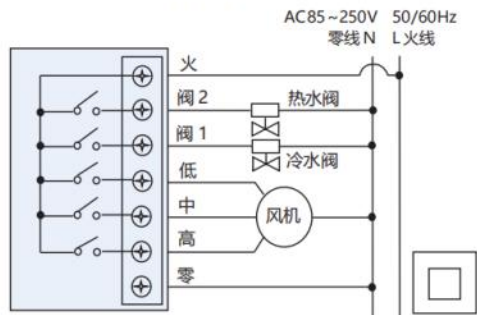 AC85~250V 50/60Hz
零线 N L 火线
火
阀 2 热水阀
阀 1
冷水阀
低
中 风机
高
零